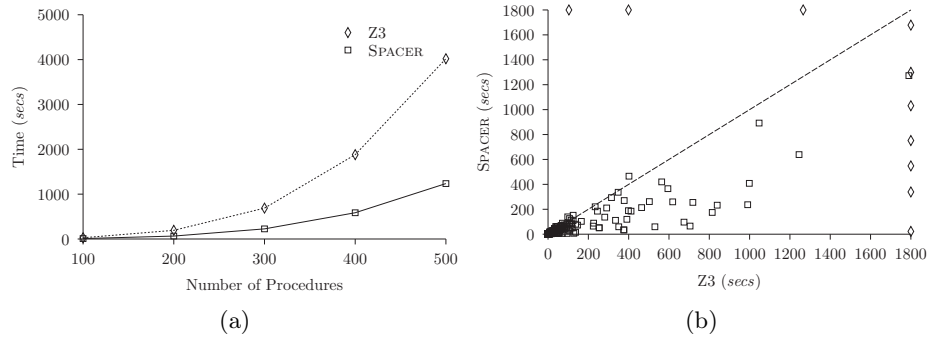 5000
4000
3000
2000
1000
0
100 200 300 400 500
Time (secs)
Number of Procedures
Z3
SPACER
(a)
1800
1600
1400
1200
1000
800
600
400
200
0
0 200 400 600 800 1000 1200 1400 1600 1800
SPACER (secs)
Z3 (secs)
(b)